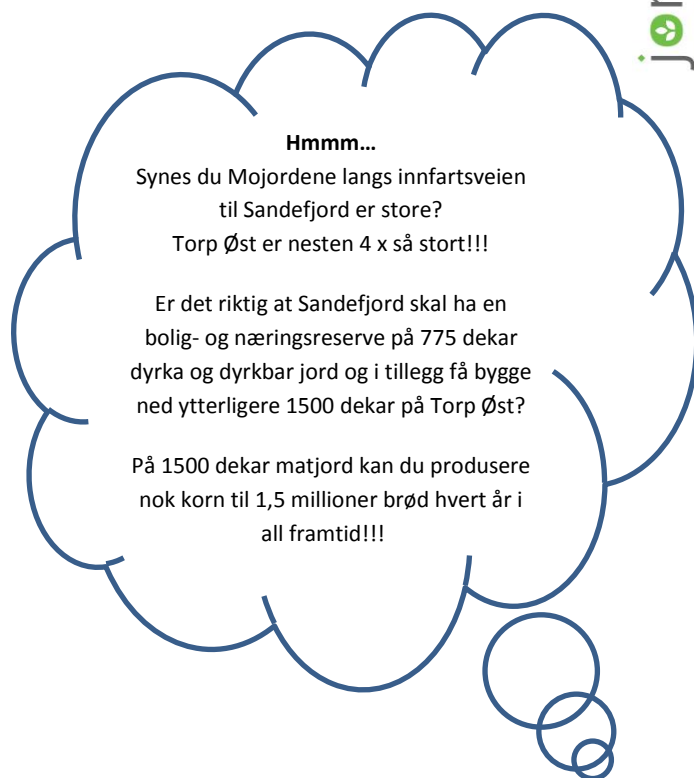 Hmmm…
Synes du Mojordene langs innfartsveien
til Sandefjord er store?
Torp Øst er nesten 4 x så stort!!!
Er det riktig at Sandefjord skal ha en
bolig- og næringsreserve på 775 dekar
dyrka og dyrkbar jord og i tillegg få bygge
ned ytterligere 1500 dekar på Torp Øst?
På 1500 dekar matjord kan du produsere
nok korn til 1,5 millioner brød hvert år i
all framtid!!!